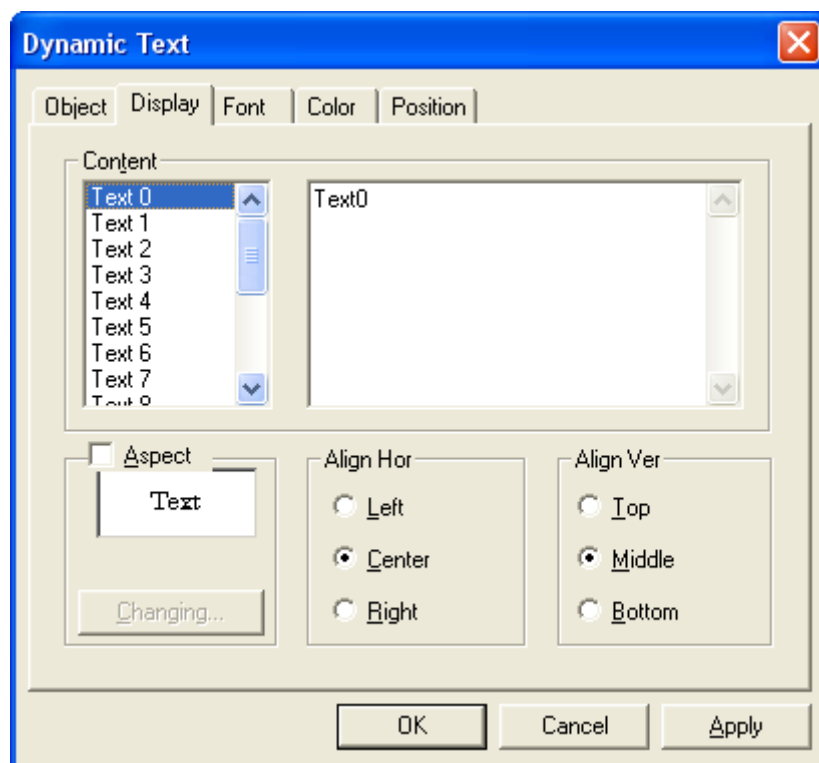 Dynamic Text
Object Display Font Color Position
Content
Text 0
Text 1
Text 2
Text 3
Text 4
Text 5
Text 6
Text 7
Text0
Aspect
Text
Changing...
Align Hor
Left
Center
Right
Align Ver
Top
Middle
Bottom
OK Cancel Apply